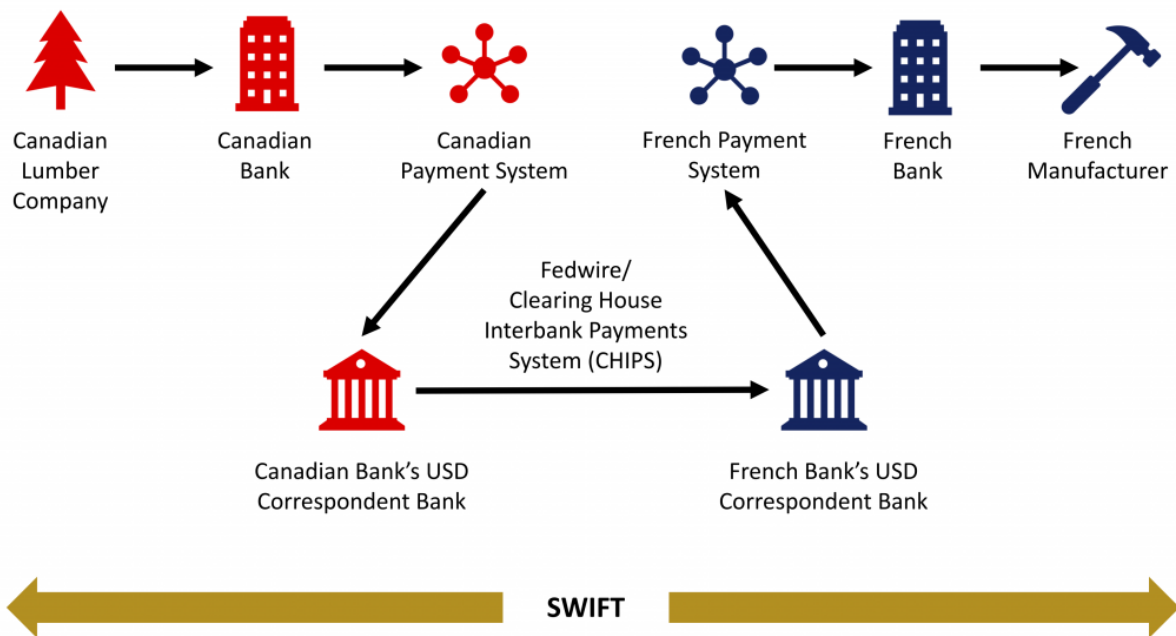 Canadian
Lumber
Company
Canadian
Bank
Canadian
Payment System
French Payment
System
French
Bank
French
Manufacturer
Fedwire/
Clearing House
Interbank Payments
System (CHIPS)
Canadian Bank’s USD
Correspondent Bank
French Bank’s USD
Correspondent Bank
SWIFT